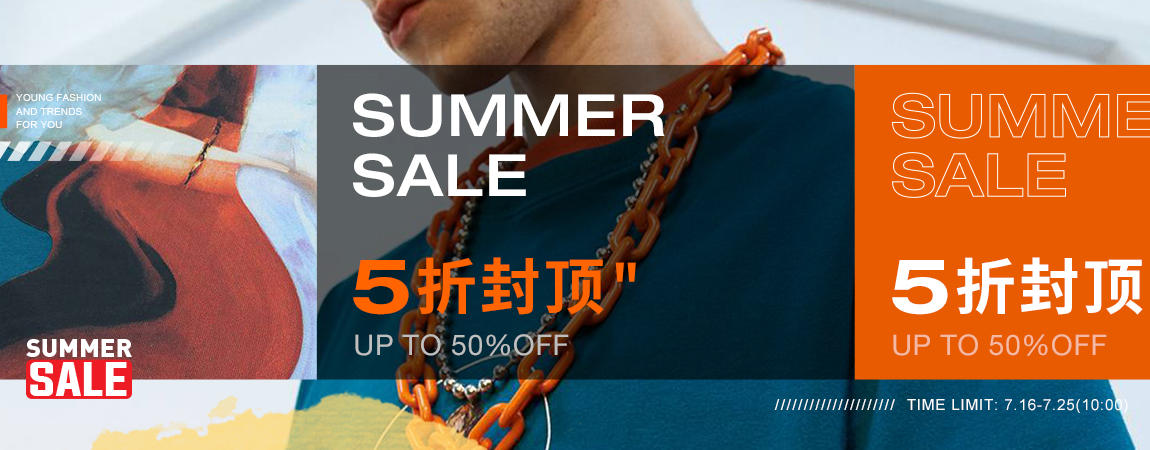 YOUNG FASHION
AND TRENDS
FOR YOU
SUMMER
SALE
SUMMER
SALE
5折封顶"
UP TO 50%OFF
SUMME
SALE
5折封顶
UP TO 50%OFF
//////////////////// TIME LIMIT: 7.16-7.25(10:00)